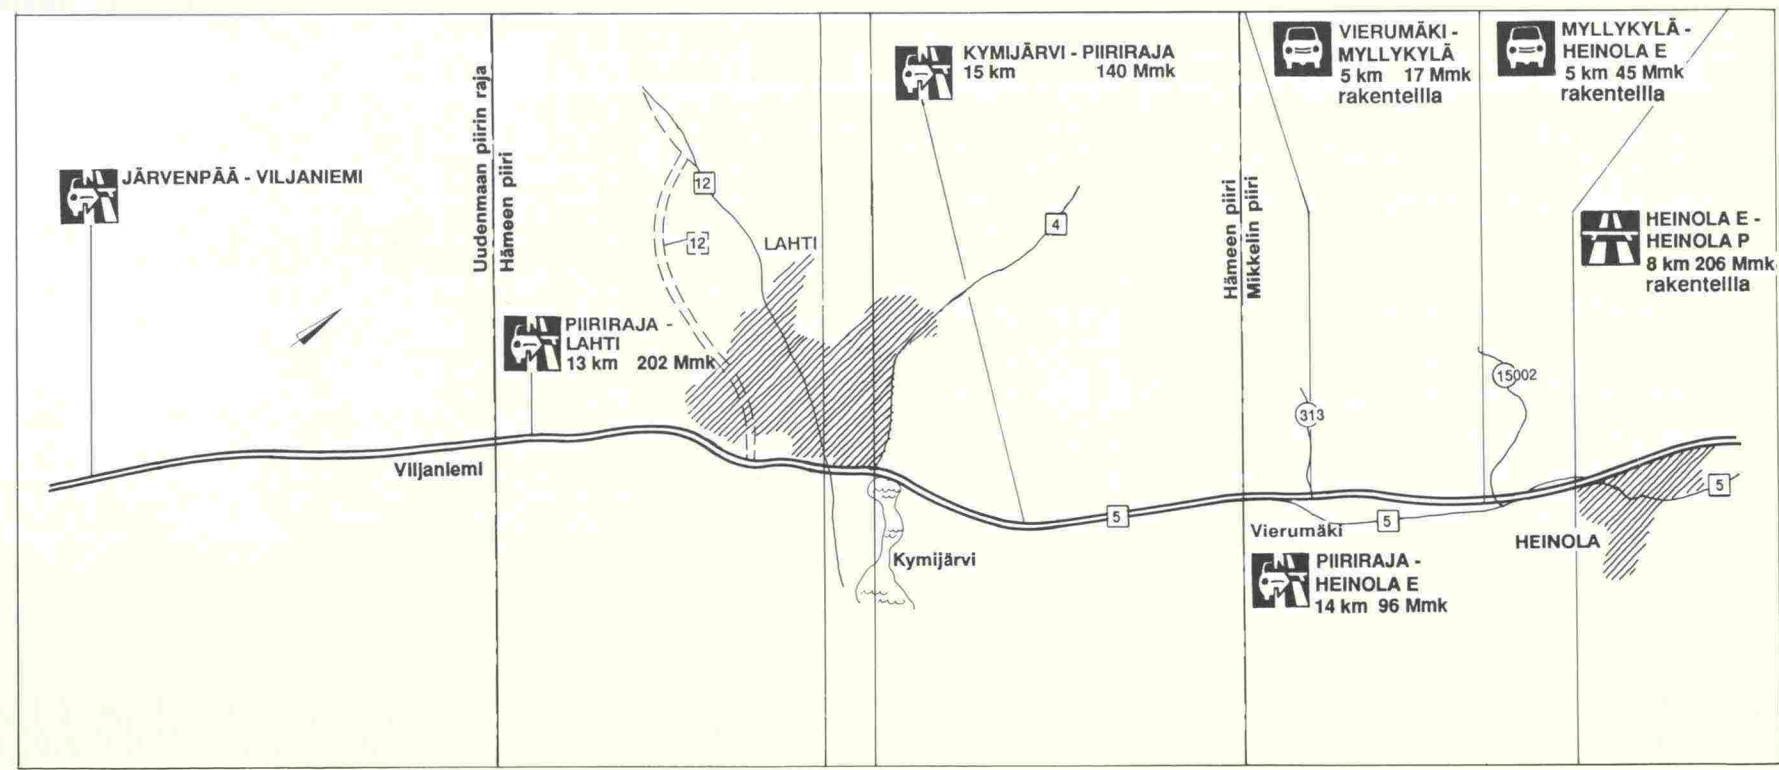 JÄRVENPÄÄ - VILJANIEMI
Viljaniemi
Uudenmaan piirin raja
Hämeen piiri
PIIRIRAJA -
LAHTI
13 km 202 Mmk
12
12
LAHTI
KYMIJÄRVI - PIIRIRAJA
15 km 140 Mmk
4
Kymijärvi
5
Hämeen piiri
Mikkelin piiri
VIERUMÄKI -
MYLLYKYLÄ
5 km 17 Mmk
rakenteilla
313
Vierumäki
5
PIIRIRAJA -
HEINOLA E
14 km 96 Mmk
MYLLYKYLÄ -
HEINOLA E
5 km 45 Mmk
rakenteilla
15002
HEINOLA E -
HEINOLA P
8 km 206 Mmk
rakenteilla
HEINOLA
5